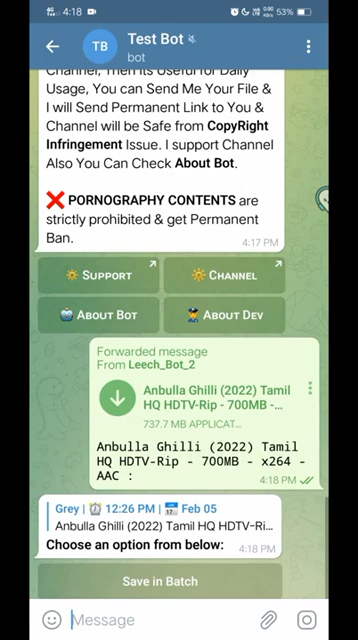 4G 4:18 0.90 KB/S 53%
TB Test Bot
bot
Channel, Then Its Useful for Daily
Usage, You can Send Me Your File &
I will Send Permanent Link to You &
Channel will be Safe from CopyRight
Infringement Issue. I support Channel
Also You Can Check About Bot.
❌ PORNOGRAPHY CONTENTS are
strictly prohibited & get Permanent
Ban.
4:17 PM
Support
Channel
About Bot
About Dev
Forwarded message
From Leech_Bot_2
Anbulla Ghilli (2022) Tamil
HQ HDTV-Rip - 700MB -...
737.7 MB APPLICAT...
Anbulla Ghilli (2022) Tamil
HQ HDTV-Rip - 700MB - x264 -
AAC :
4:18 PM
Grey | ⏰ 12:26 PM | 📅 Feb 05
Anbulla Ghilli (2022) Tamil HQ HDTV-Ri...
Choose an option from below: 4:18 PM
Save in Batch
Message